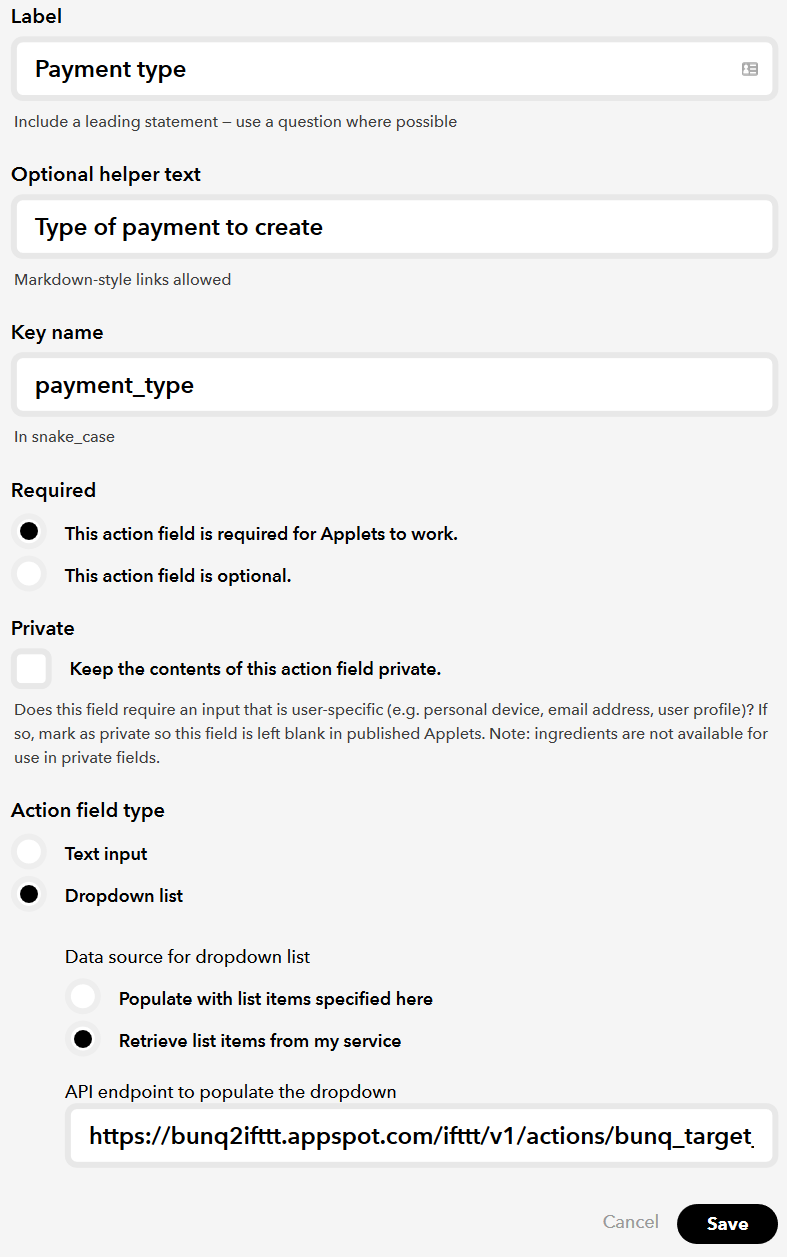 Label
Payment type
Include a leading statement – use a question where possible
Optional helper text
Type of payment to create
Markdown-style links allowed
Key name
payment_type
In snake_case
Required
This action field is required for Applets to work.
This action field is optional.
Private
Keep the contents of this action field private.
Does this field require an input that is user-specific (e.g. personal device, email address, user profile)? If
so, mark as private so this field is left blank in published Applets. Note: ingredients are not available for
use in private fields.
Action field type
Text input
Dropdown list
Data source for dropdown list
Populate with list items specified here
Retrieve list items from my service
API endpoint to populate the dropdown
https://bunq2ifttt.appspot.com/ifttt/v1/actions/bunq_target_
Cancel
Save